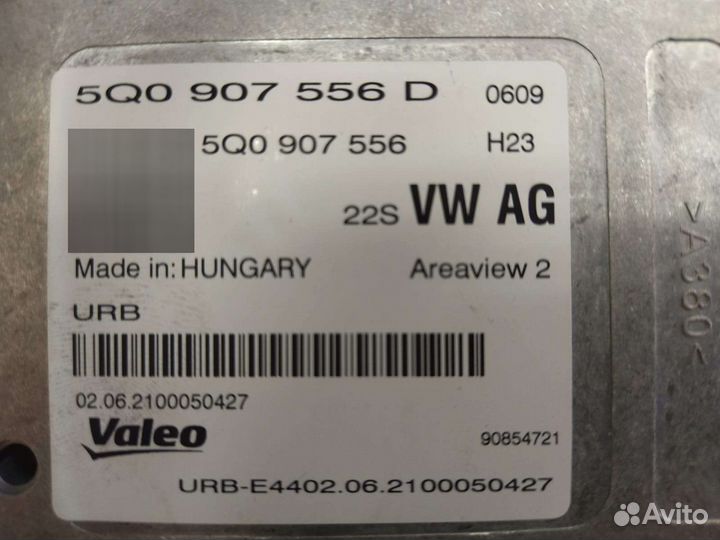 5Q0 907 556 D 0609
5Q0 907 556 H23
22S VW AG
Made in: HUNGARY Areaview 2
URB
02.06.2100050427
Valeo 90854721
URB-E4402.06.2100050427
>A380<
Avito